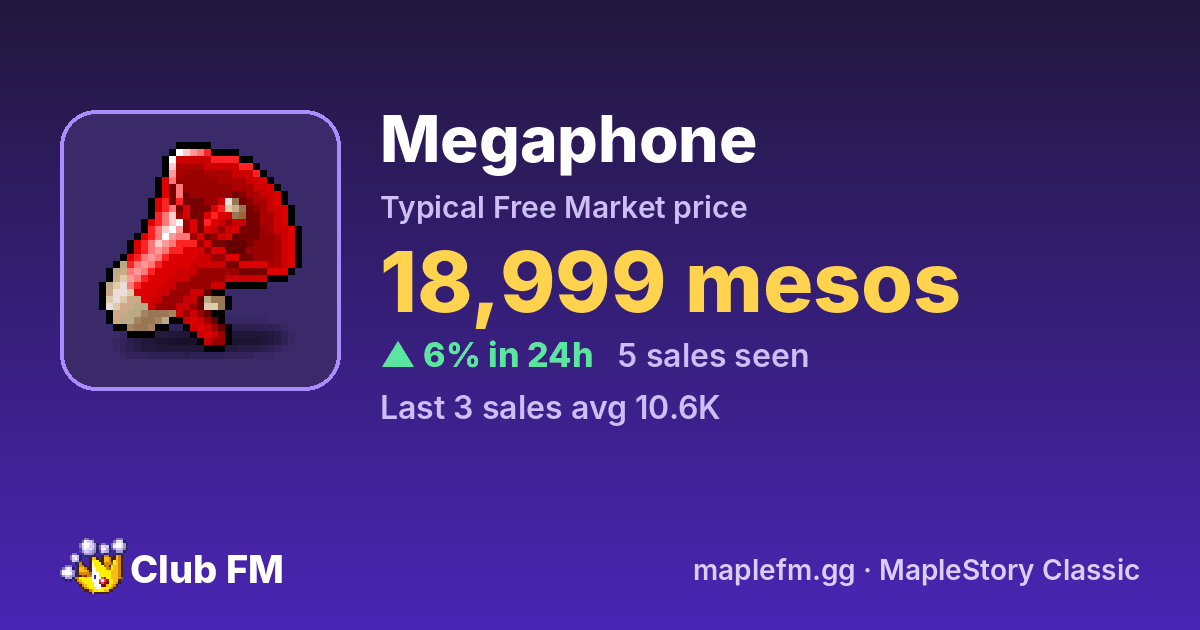 Megaphone
Typical Free Market price
18,999 mesos
▲ 6% in 24h 5 sales seen
Last 3 sales avg 10.6K
Club FM
maplefm.gg · MapleStory Classic